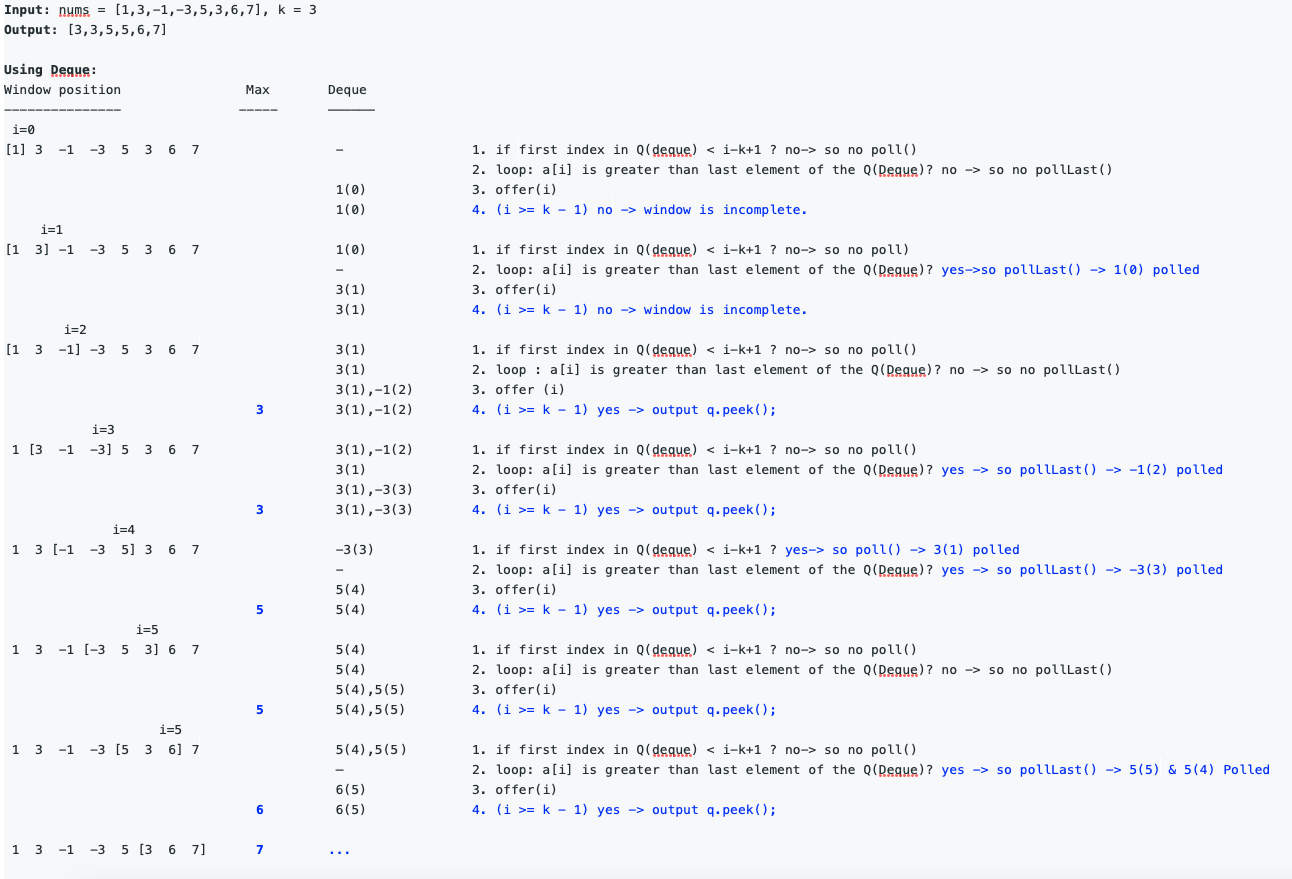 Input: nums = [1,3,-1,-3,5,3,6,7], k = 3
Output: [3,3,5,5,6,7]
Using Deque:
Window position Max Deque
--------------- ----- ------
i=0
[1] 3 -1 -3 5 3 6 7 - 1. if first index in Q(deque) < i-k+1 ? no-> so no poll()
2. loop: a[i] is greater than last element of the Q(Deque)? no -> so no pollLast()
1(0) 3. offer(i)
1(0) 4. (i >= k - 1) no -> window is incomplete.
i=1
[1 3] -1 -3 5 3 6 7 1(0) 1. if first index in Q(deque) < i-k+1 ? no-> so no poll)
- 2. loop: a[i] is greater than last element of the Q(Deque)? yes->so pollLast() -> 1(0) polled
3(1) 3. offer(i)
3(1) 4. (i >= k - 1) no -> window is incomplete.
i=2
[1 3 -1] -3 5 3 6 7 3(1) 1. if first index in Q(deque) < i-k+1 ? no-> so no poll()
3(1) 2. loop : a[i] is greater than last element of the Q(Deque)? no -> so no pollLast()
3(1),-1(2) 3. offer (i)
3 3(1),-1(2) 4. (i >= k - 1) yes -> output q.peek();
i=3
1 [3 -1 -3] 5 3 6 7 3(1),-1(2) 1. if first index in Q(deque) < i-k+1 ? no-> so no poll()
3(1) 2. loop: a[i] is greater than last element of the Q(Deque)? yes -> so pollLast() -> -1(2) polled
3(1),-3(3) 3. offer(i)
3 3(1),-3(3) 4. (i >= k - 1) yes -> output q.peek();
i=4
1 3 [-1 -3 5] 3 6 7 -3(3) 1. if first index in Q(deque) < i-k+1 ? yes-> so poll() -> 3(1) polled
- 2. loop: a[i] is greater than last element of the Q(Deque)? yes -> so pollLast() -> -3(3) polled
5(4) 3. offer(i)
5 5(4) 4. (i >= k - 1) yes -> output q.peek();
i=5
1 3 -1 [-3 5 3] 6 7 5(4) 1. if first index in Q(deque) < i-k+1 ? no-> so no poll()
5(4) 2. loop: a[i] is greater than last element of the Q(Deque)? no -> so no pollLast()
5(4),5(5) 3. offer(i)
5 5(4),5(5) 4. (i >= k - 1) yes -> output q.peek();
i=5
1 3 -1 -3 [5 3 6] 7 5(4),5(5) 1. if first index in Q(deque) < i-k+1 ? no-> so no poll()
- 2. loop: a[i] is greater than last element of the Q(Deque)? yes -> so pollLast() -> 5(5) & 5(4) Polled
6(5) 3. offer(i)
6 6(5) 4. (i >= k - 1) yes -> output q.peek();
1 3 -1 -3 5 [3 6 7] 7 ...